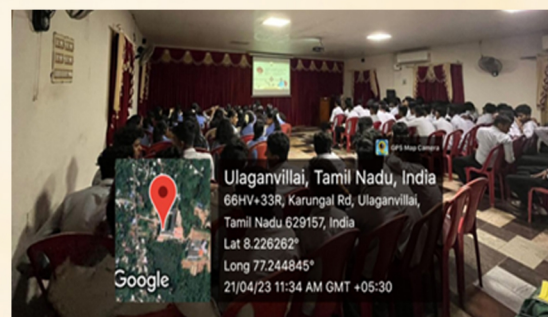 GPS Map Camera
Ulaganvillai, Tamil Nadu, India
66HV+33R, Karungal Rd, Ulaganvillai,
Tamil Nadu 629157, India
Lat 8.226262°
Long 77.244845°
21/04/23 11:34 AM GMT +05:30
Google